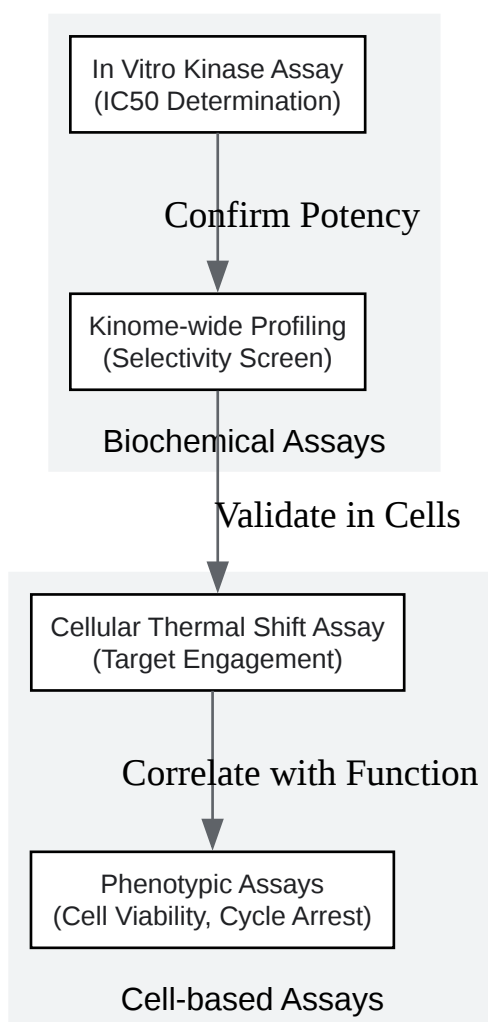 In Vitro Kinase Assay
(IC50 Determination)
Confirm Potency
Kinome-wide Profiling
(Selectivity Screen)
Biochemical Assays
Validate in Cells
Cellular Thermal Shift Assay
(Target Engagement)
Correlate with Function
Phenotypic Assays
(Cell Viability, Cycle Arrest)
Cell-based Assays